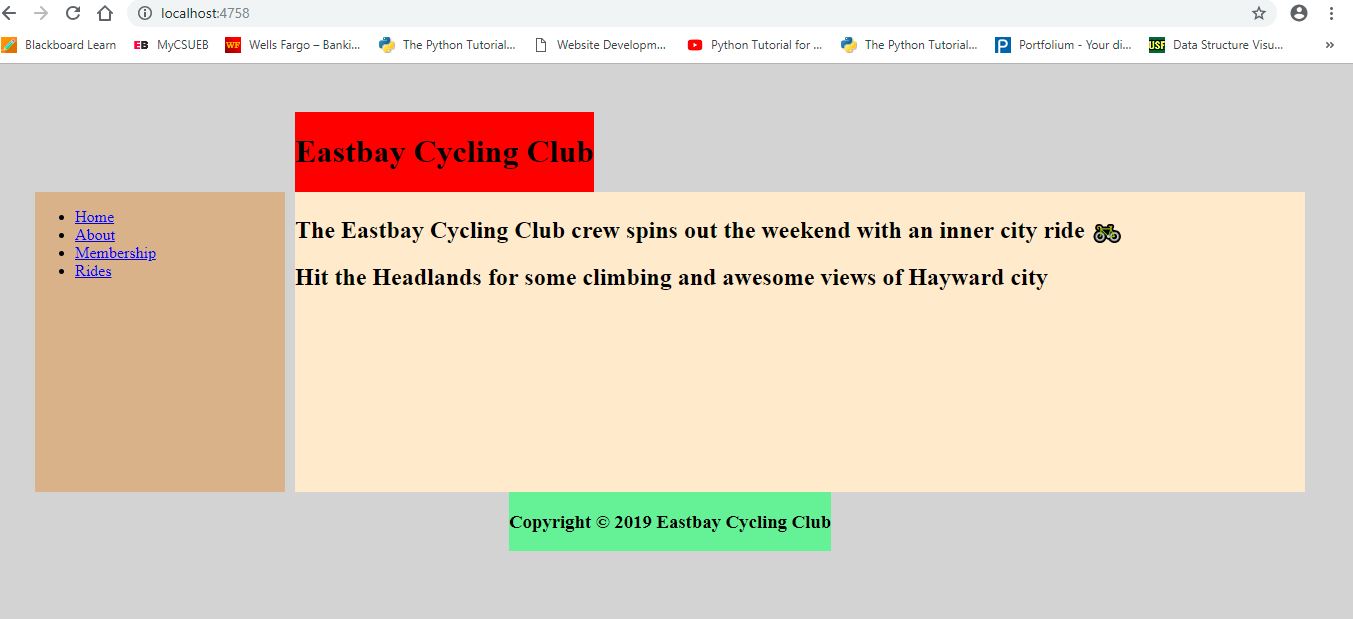 localhost:4758
Blackboard Learn EB MyCSUEB WF Wells Fargo – Banki... The Python Tutorial... Website Developm... Python Tutorial for ... The Python Tutorial... P Portfolium - Your di... USF Data Structure Visu... »
Eastbay Cycling Club
Home
About
Membership
Rides
The Eastbay Cycling Club crew spins out the weekend with an inner city ride
Hit the Headlands for some climbing and awesome views of Hayward city
Copyright © 2019 Eastbay Cycling Club